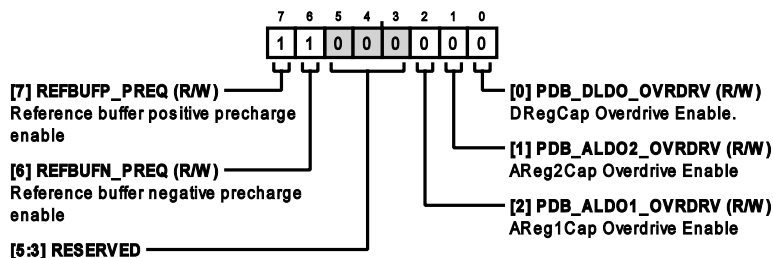 7 6 5 4 3 2 1 0
1 1 0 0 0 0 0 0
[7] REFBUFP_PREQ (R/W)
Reference buffer positive precharge
enable
[6] REFBUFN_PREQ (R/W)
Reference buffer negative precharge
enable
[5:3] RESERVED
[0] PDB_DLDO_OVRDRV (R/W)
DRegCap Overdrive Enable.
[1] PDB_ALDO2_OVRDRV (R/W)
AReg2Cap Overdrive Enable
[2] PDB_ALDO1_OVRDRV (R/W)
AReg1Cap Overdrive Enable